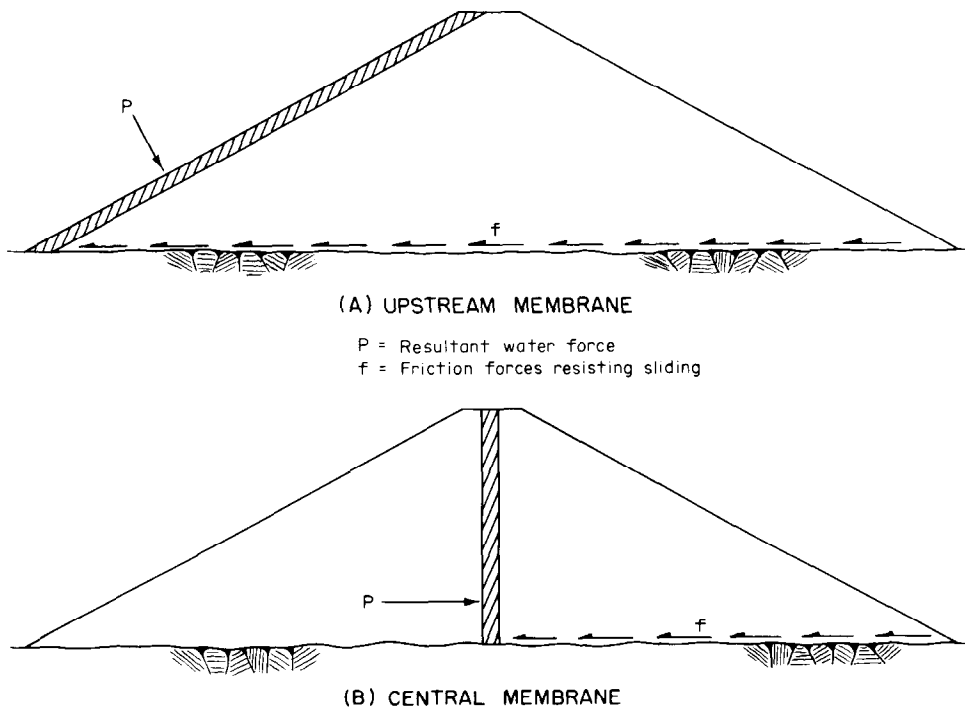 P
f
(A) UPSTREAM MEMBRANE
P = Resultant water force
f = Friction forces resisting sliding
P
f
(B) CENTRAL MEMBRANE